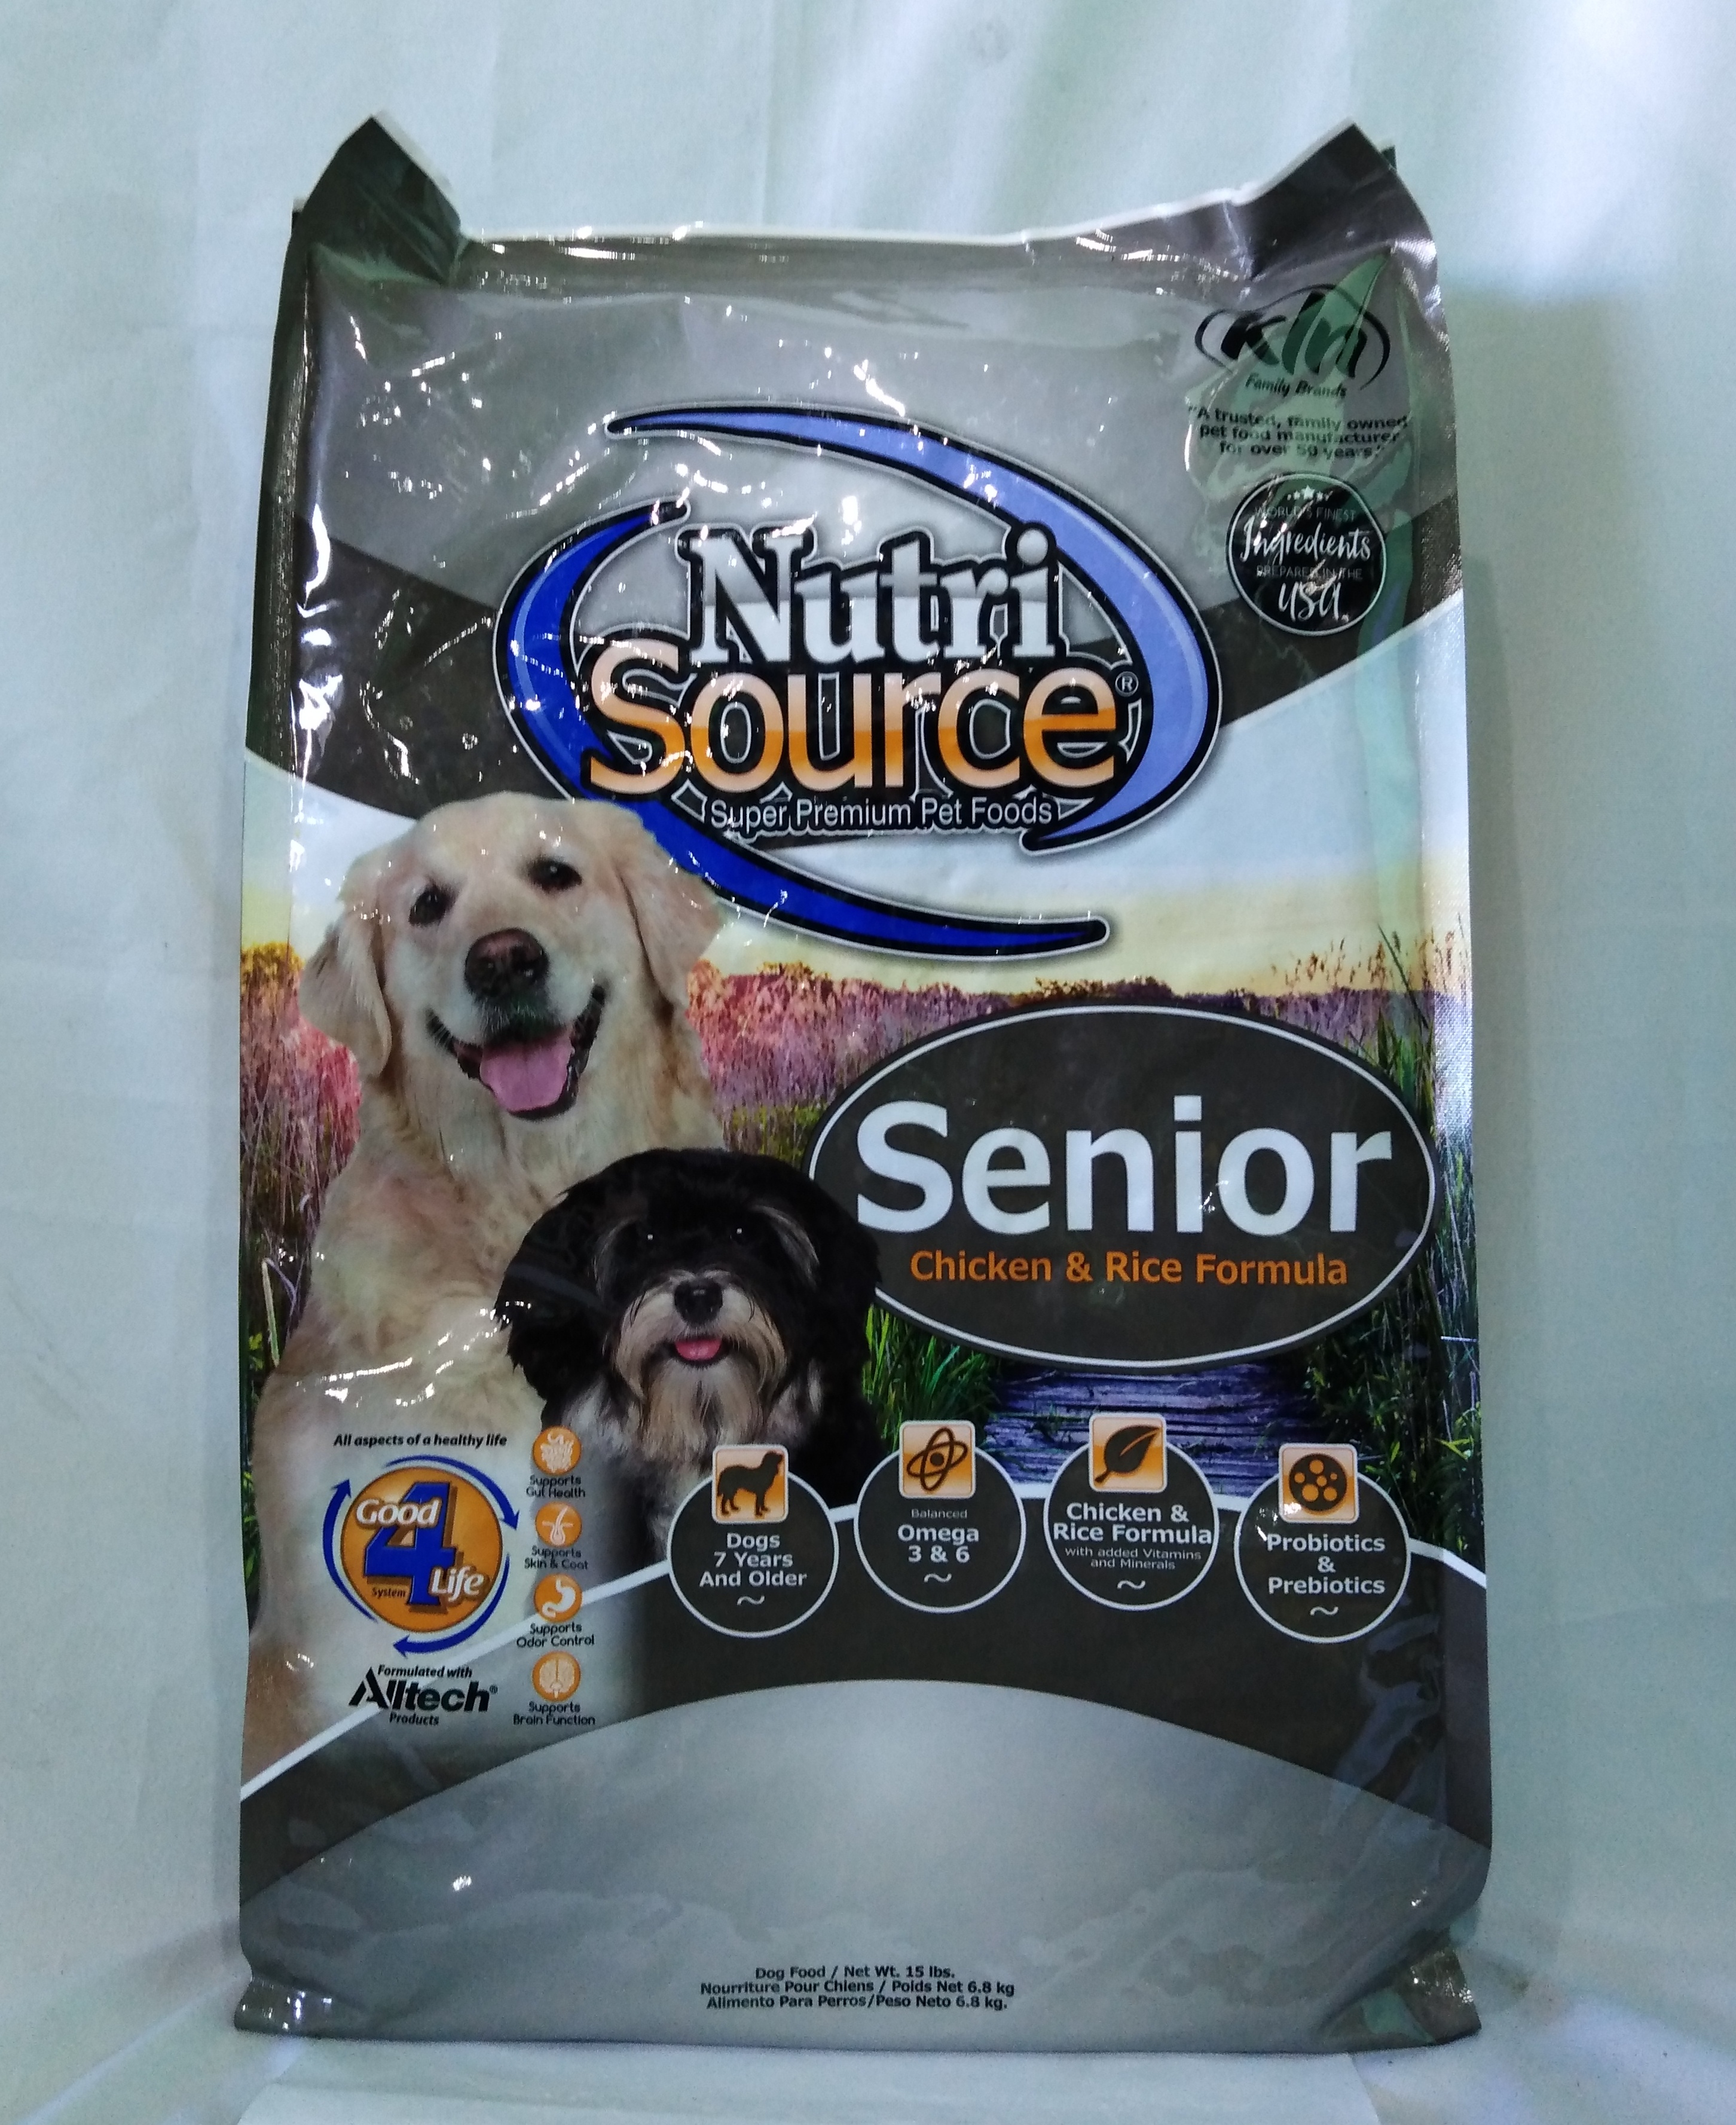 kln
Family Brands
"A trusted, family owned
pet food manufacturer
for over 50 years."
WORLD'S FINEST
Ingredients
PREPARED IN THE
USA
Nutri
Source®
Super Premium Pet Foods
Senior
Chicken & Rice Formula
All aspects of a healthy life
Good
4
System
Life
Formulated with
Alltech®
Products
Supports
Gut Health
Supports
Skin & Coat
Supports
Odor Control
Supports
Brain Function
Dogs
7 Years
And Older
~
Balanced
Omega
3 & 6
~
Chicken &
Rice Formula
with added Vitamins
and Minerals
~
Probiotics
&
Prebiotics
~
Dog Food / Net Wt. 15 lbs.
Nourriture Pour Chiens / Poids Net 6.8 kg
Alimento Para Perros/Peso Neto 6.8 kg.